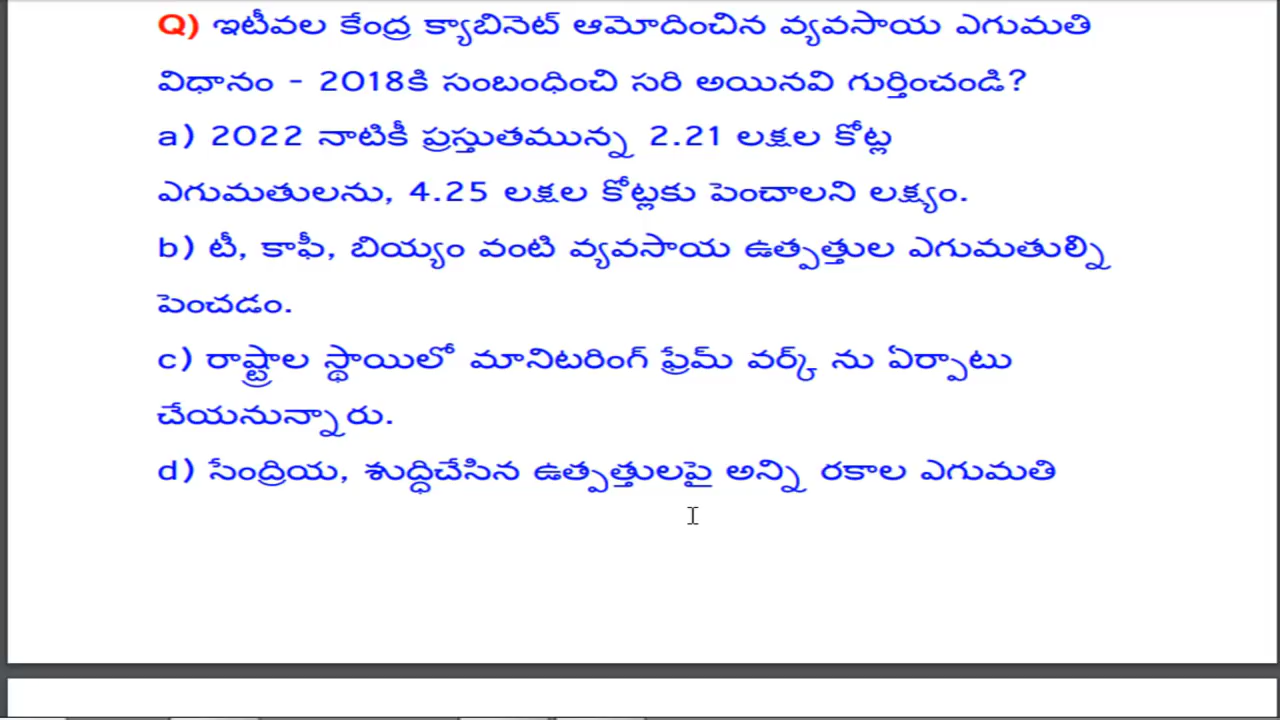 Q) ఇటీవల కేంద్ర క్యాబినెట్ ఆమోదించిన వ్యవసాయ ఎగుమతి
విధానం - 2018కి సంబంధించి సరి అయినవి గుర్తించండి?
a) 2022 నాటికీ ప్రస్తుతమున్న 2.21 లక్షల కోట్ల
ఎగుమతులను, 4.25 లక్షల కోట్లకు పెంచాలని లక్ష్యం.
b) టీ, కాఫీ, బియ్యం వంటి వ్యవసాయ ఉత్పత్తుల ఎగుమతుల్ని
పెంచడం.
c) రాష్ట్రాల స్థాయిలో మానిటరింగ్ ఫ్రేమ్ వర్క్ ను ఏర్పాటు
చేయనున్నారు.
d) సేంద్రియ, శుద్ధిచేసిన ఉత్పత్తులపై అన్ని రకాల ఎగుమతి